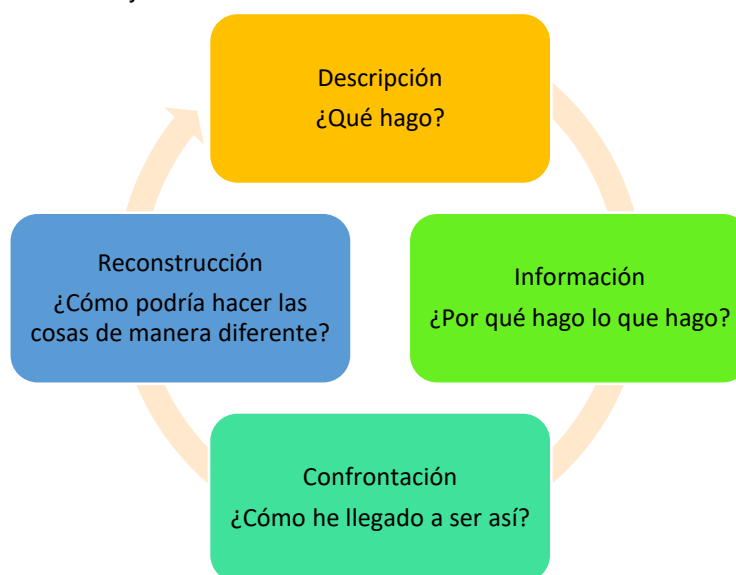 Descripción
¿Qué hago?
Información
¿Por qué hago lo que hago?
Confrontación
¿Cómo he llegado a ser así?
Reconstrucción
¿Cómo podría hacer las
cosas de manera diferente?